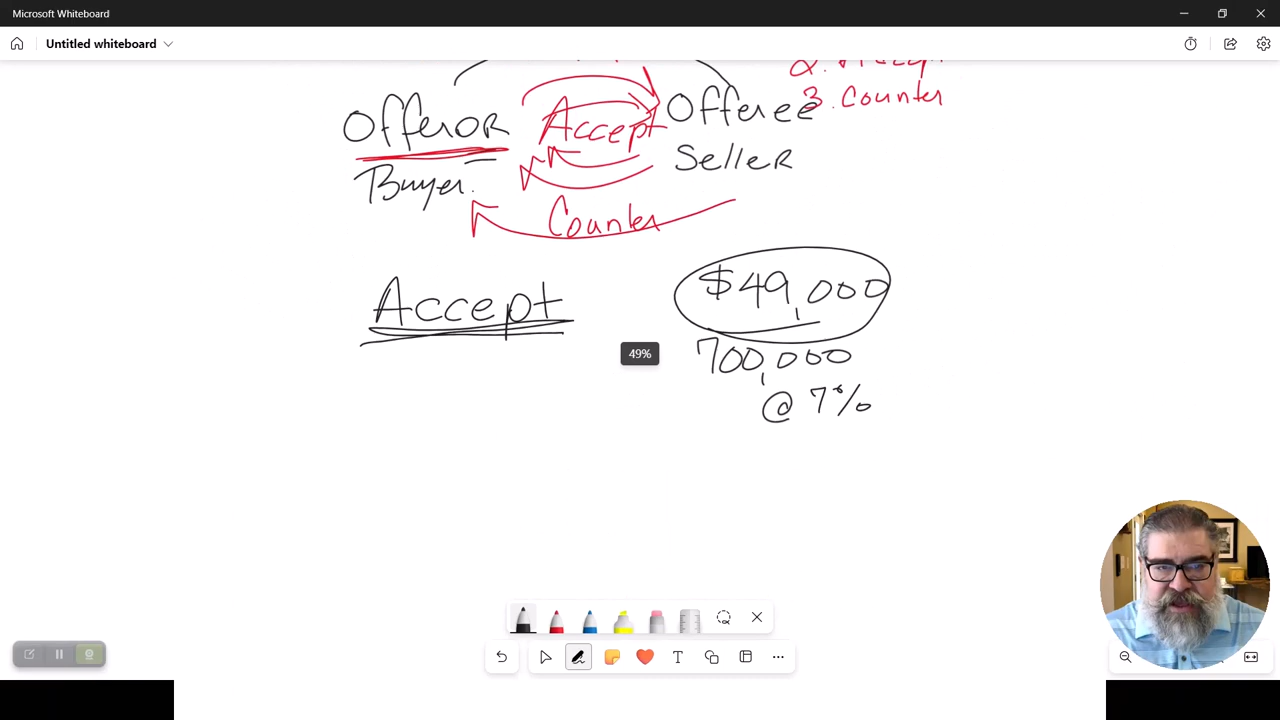 Microsoft Whiteboard
Untitled whiteboard
3. Counter
Offeror Accept Offeree
Buyer. Seller
Counter
Accept $49,000
49%
700,000
@ 7%
T